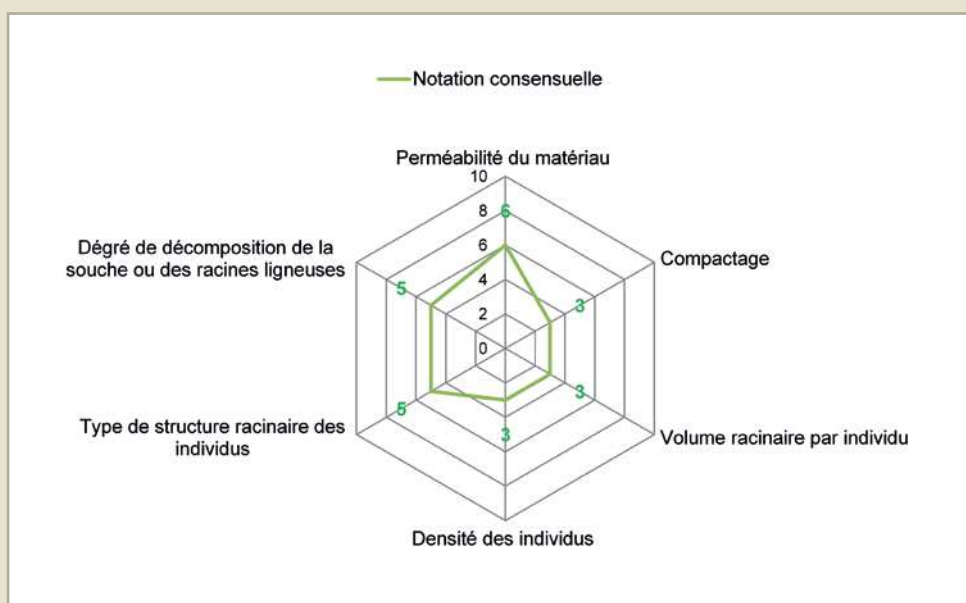 Notation consensuelle
Perméabilité du matériau
10
8
6
6
4
2
0
Dégré de décomposition de la
souche ou des racines ligneuses
5
Compactage
3
Type de structure racinaire des
individus
5
3
Volume racinaire par individu
3
Densité des individus